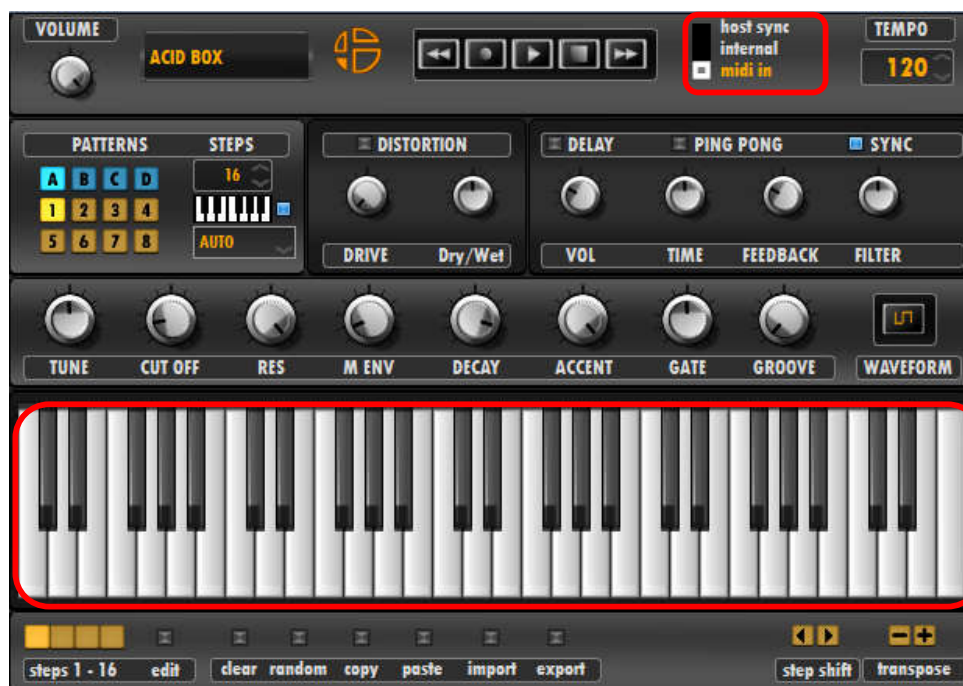 VOLUME
ACID BOX
host sync
internal
midi in
TEMPO
120
PATTERNS STEPS
A B C D
16
1 2 3 4
5 6 7 8
AUTO
DISTORTION
DRIVE Dry/Wet
DELAY PING PONG SYNC
VOL TIME FEEDBACK FILTER
TUNE CUT OFF RES M ENV DECAY ACCENT GATE GROOVE WAVEFORM
steps 1 - 16 edit clear random copy paste import export step shift transpose